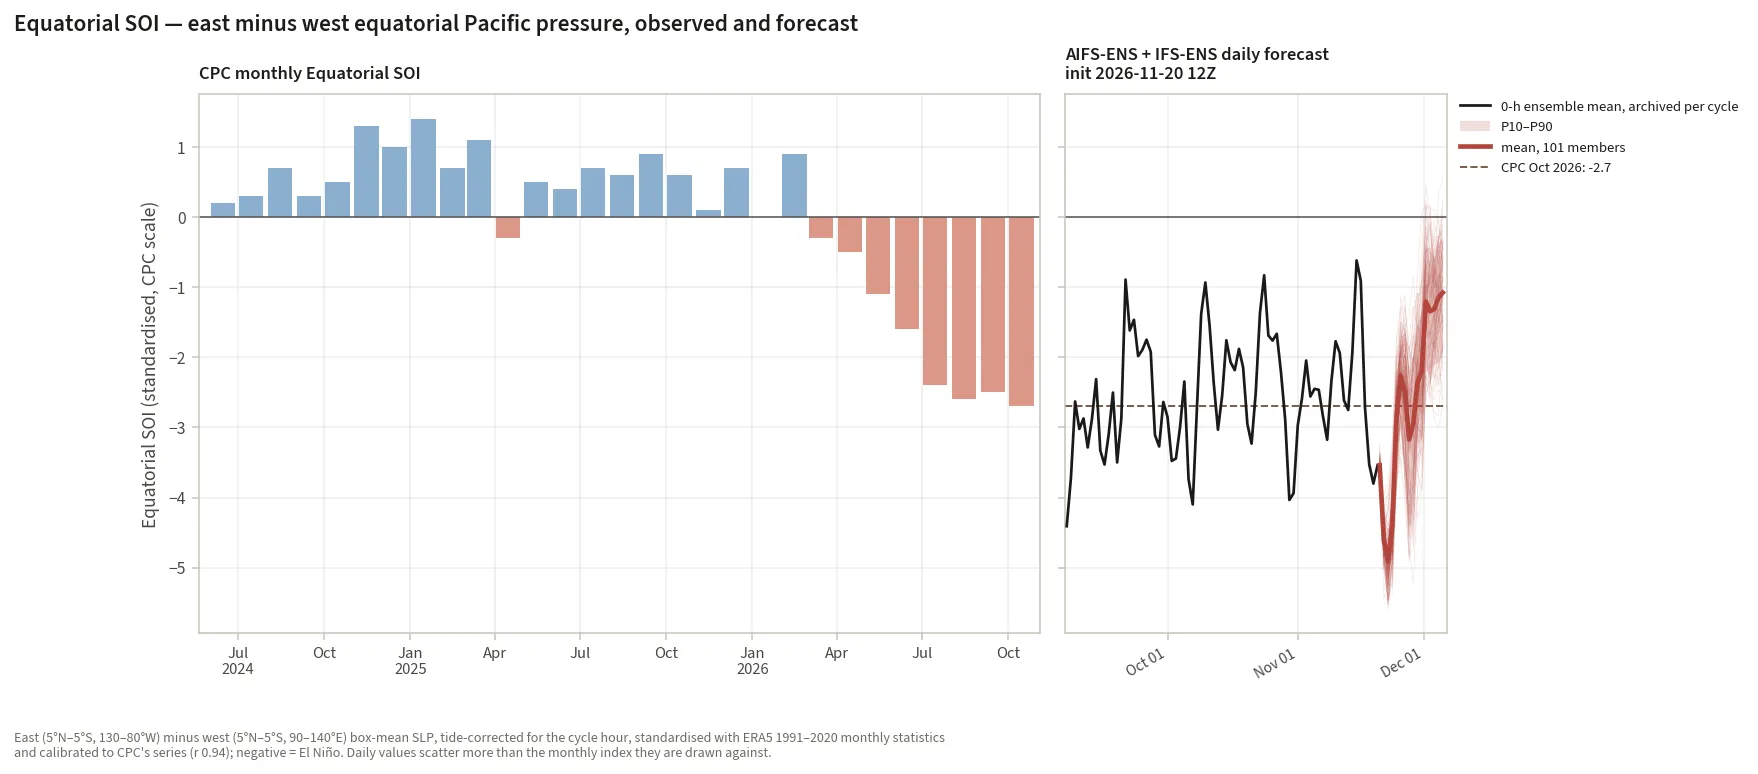 Equatorial SOI — east minus west equatorial Pacific pressure, observed and forecast
CPC monthly Equatorial SOI
AIFS-ENS + IFS-ENS daily forecast
init 2026-11-20 12Z
0-h ensemble mean, archived per cycle
P10–P90
mean, 101 members
CPC Oct 2026: -2.7
Equatorial SOI (standardised, CPC scale)
1
0
−1
−2
−3
−4
−5
Jul
2024
Oct
Jan
2025
Apr
Jul
Oct
Jan
2026
Apr
Jul
Oct
Oct 01
Nov 01
Dec 01
East (5°N–5°S, 130–80°W) minus west (5°N–5°S, 90–140°E) box-mean SLP, tide-corrected for the cycle hour, standardised with ERA5 1991–2020 monthly statistics
and calibrated to CPC's series (r 0.94); negative = El Niño. Daily values scatter more than the monthly index they are drawn against.